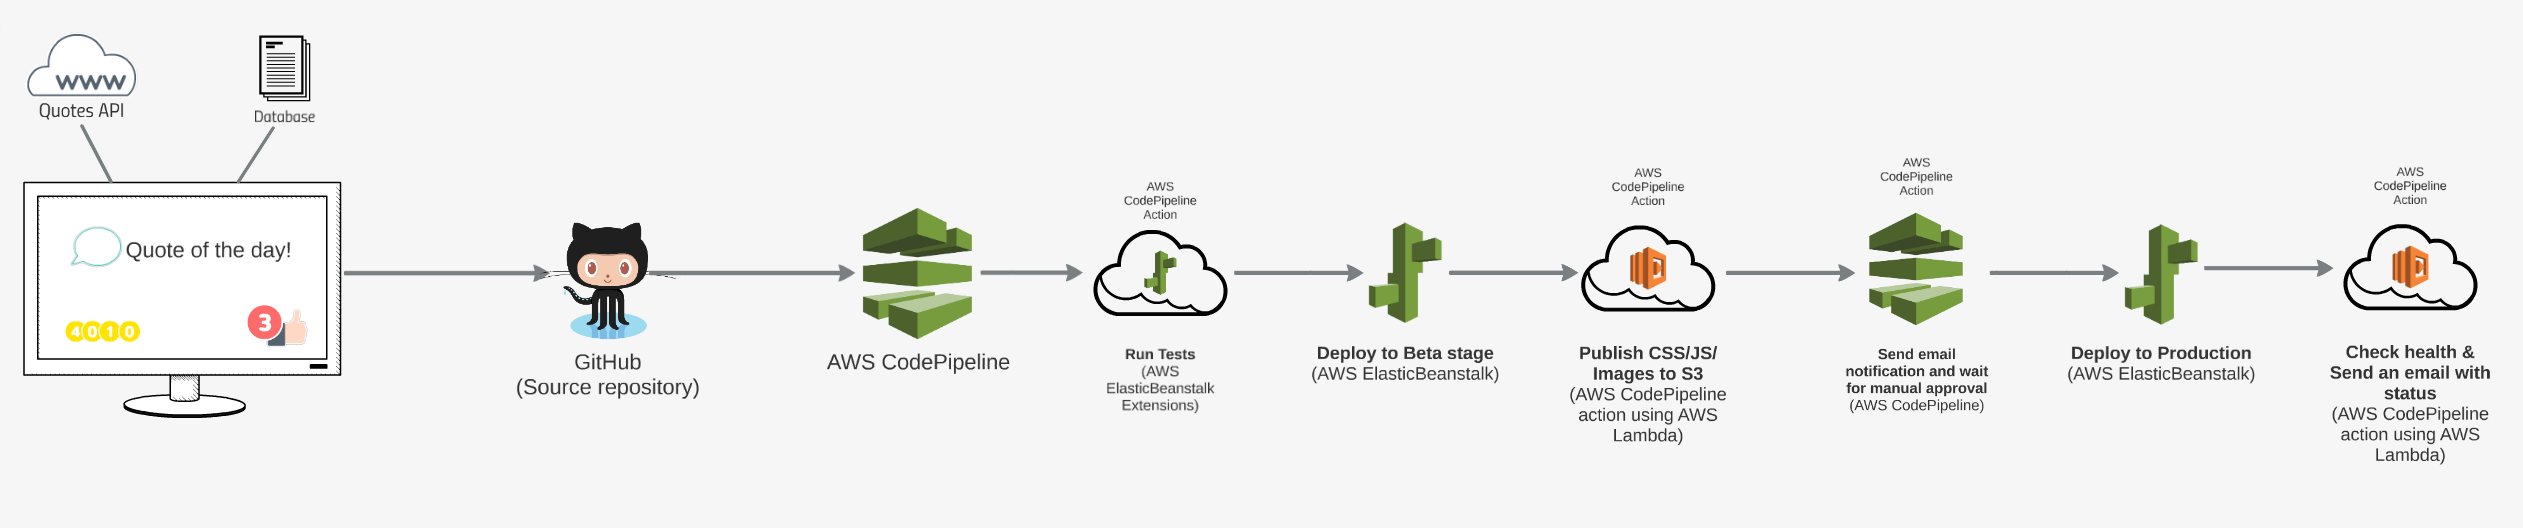 WWW
Quotes API
Database
Quote of the day!
4010
3
GitHub
(Source repository)
AWS CodePipeline
AWS
CodePipeline
Action
Run Tests
(AWS
ElasticBeanstalk
Extensions)
Deploy to Beta stage
(AWS ElasticBeanstalk)
AWS
CodePipeline
Action
Publish CSS/JS/
Images to S3
(AWS CodePipeline
action using AWS
Lambda)
AWS
CodePipeline
Action
Send email
notification and wait
for manual approval
(AWS CodePipeline)
Deploy to Production
(AWS ElasticBeanstalk)
AWS
CodePipeline
Action
Check health &
Send an email with
status
(AWS CodePipeline
action using AWS
Lambda)